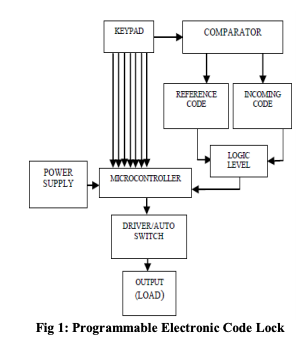 KEYPAD
COMPARATOR
REFERENCE
CODE
INCOMING
CODE
LOGIC
LEVEL
POWER
SUPPLY
MICROCONTROLLER
DRIVER/AUTO
SWITCH
OUTPUT
(LOAD)
Fig 1: Programmable Electronic Code Lock